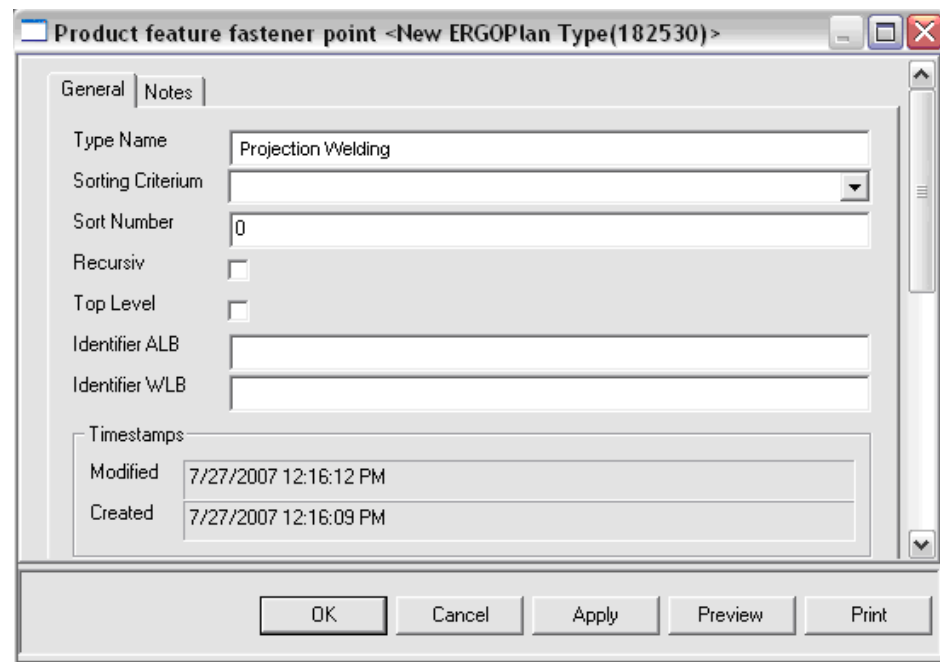 Product feature fastener point <New ERGOPlan Type(182530)>
General Notes
Type Name Projection Welding
Sorting Criterium
Sort Number 0
Recursiv
Top Level
Identifier ALB
Identifier WLB
Timestamps
Modified 7/27/2007 12:16:12 PM
Created 7/27/2007 12:16:09 PM
OK Cancel Apply Preview Print